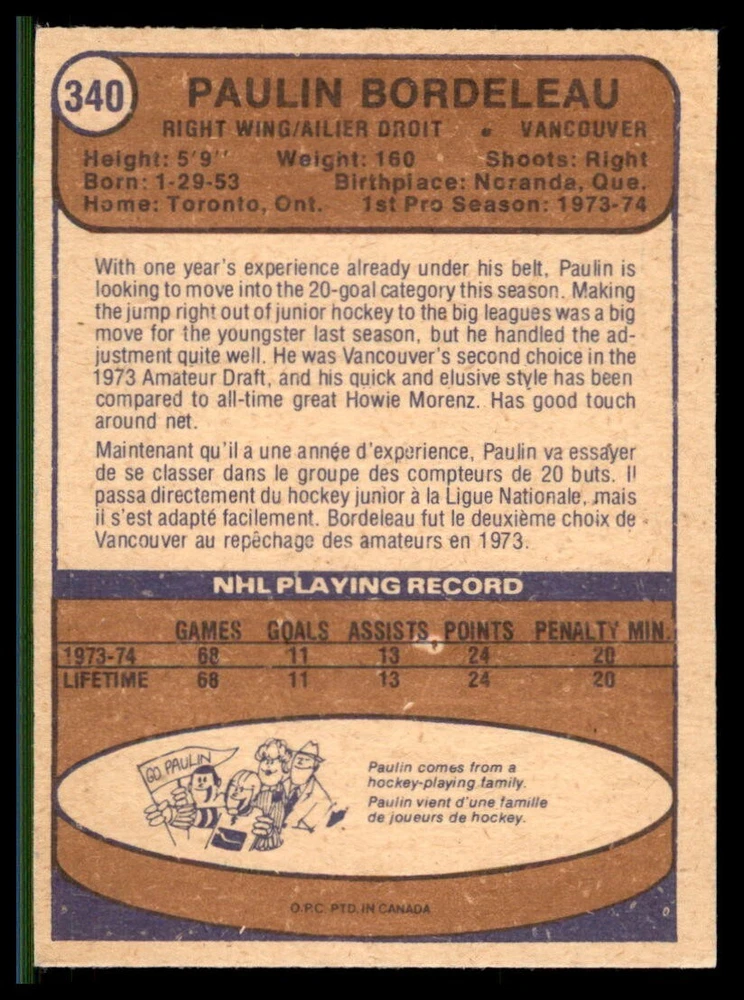 340
PAULIN BORDELEAU
RIGHT WING/AILIER DROIT • VANCOUVER
Height: 5'9" Weight: 160 Shoots: Right
Born: 1-29-53 Birthplace: Noranda, Que.
Home: Toronto, Ont. 1st Pro Season: 1973-74
With one year's experience already under his belt, Paulin is
looking to move into the 20-goal category this season. Making
the jump right out of junior hockey to the big leagues was a big
move for the youngster last season, but he handled the ad-
justment quite well. He was Vancouver's second choice in the
1973 Amateur Draft, and his quick and elusive style has been
compared to all-time great Howie Morenz. Has good touch
around net.
Maintenant qu'il a une année d'expérience, Paulin va essayer
de se classer dans le groupe des compteurs de 20 buts. Il
passa directement du hockey junior à la Ligue Nationale, mais
il s'est adapté facilement. Bordeleau fut le deuxième choix de
Vancouver au repêchage des amateurs en 1973.
NHL PLAYING RECORD
GAMES GOALS ASSISTS POINTS PENALTY MIN.
1973-74 68 11 13 24 20
LIFETIME 68 11 13 24 20
GO PAULIN
Paulin comes from a
hockey-playing family.
Paulin vient d'une famille
de joueurs de hockey.
O.P.C. PTD. IN CANADA